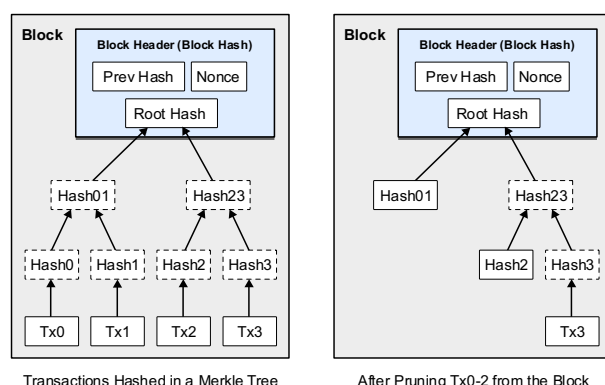 Block
Block Header (Block Hash)
Prev Hash Nonce
Root Hash
Hash01 Hash23
Hash0 Hash1 Hash2 Hash3
Tx0 Tx1 Tx2 Tx3
Transactions Hashed in a Merkle Tree
Block
Block Header (Block Hash)
Prev Hash Nonce
Root Hash
Hash01 Hash23
Hash2 Hash3
Tx3
After Pruning Tx0-2 from the Block